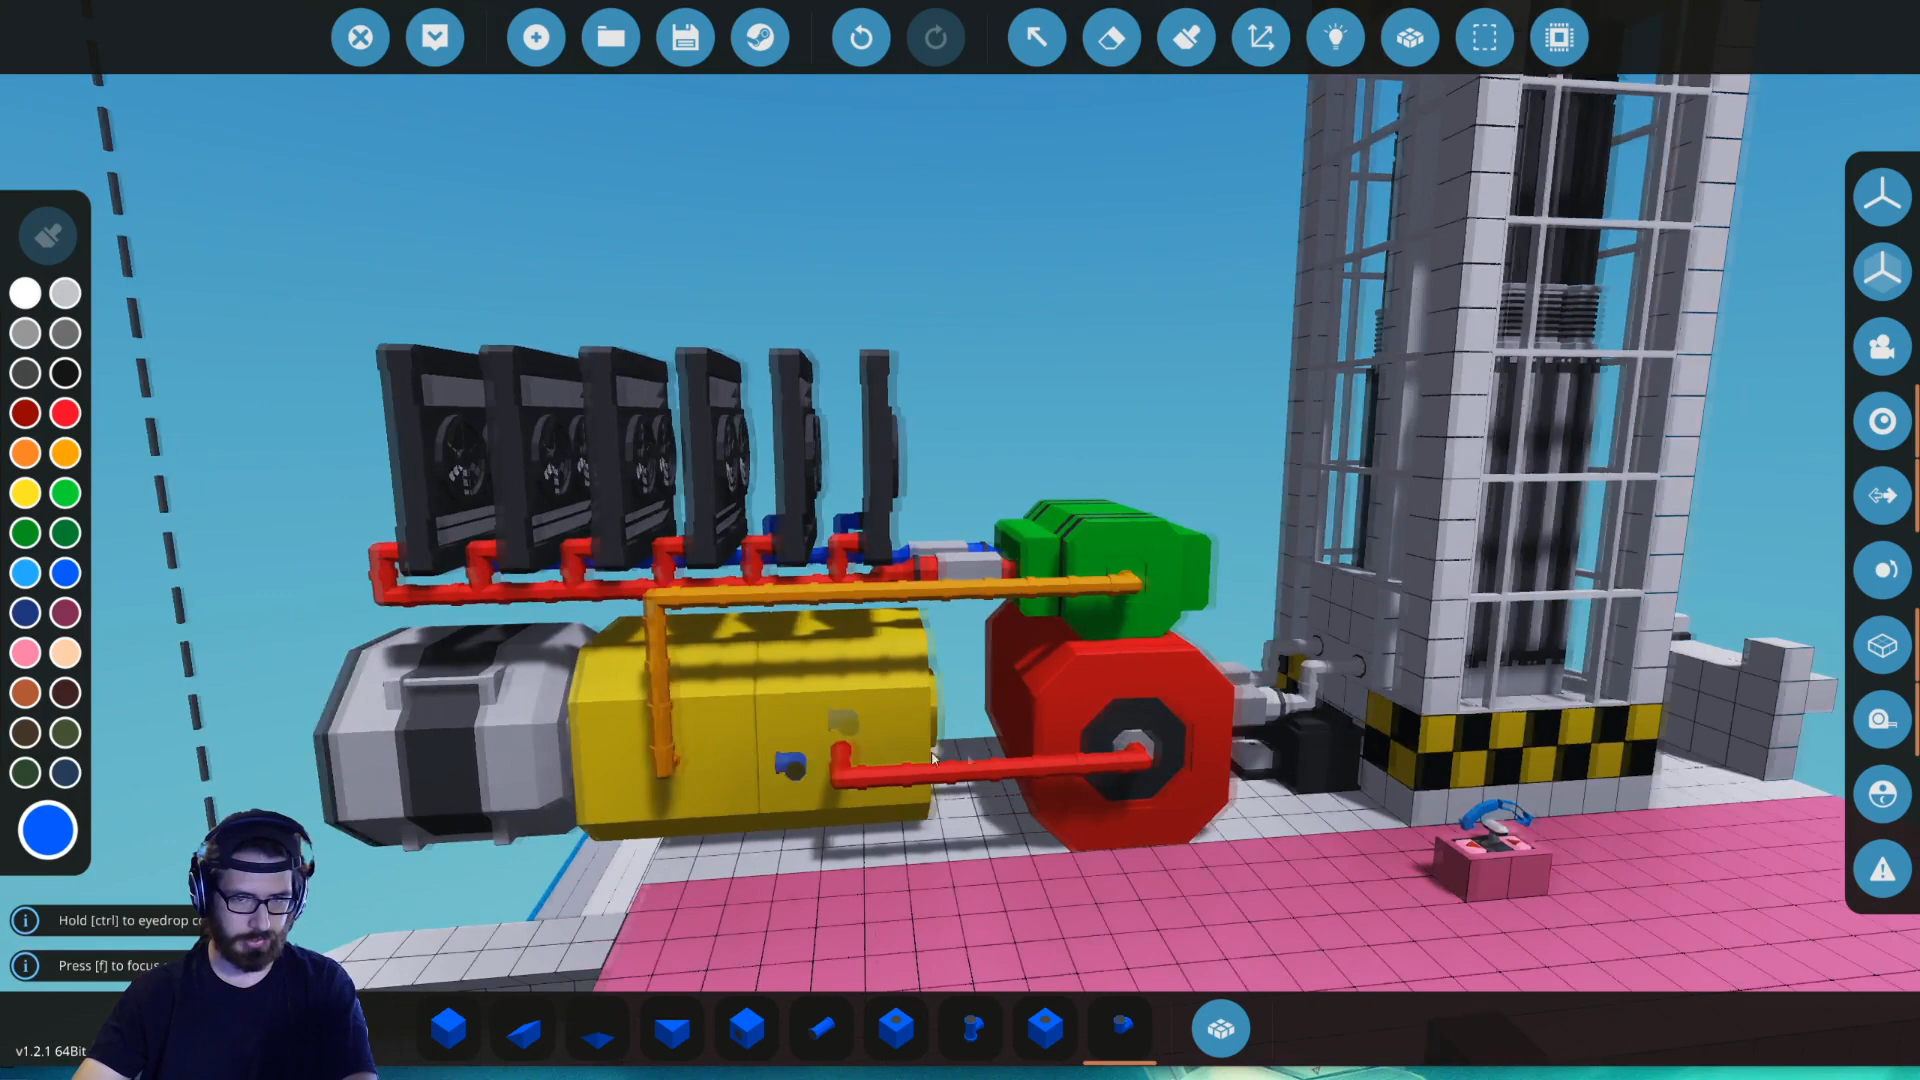 Hold [ctrl] to eyedrop
Press [f] to focus
v1.2.1 64Bit